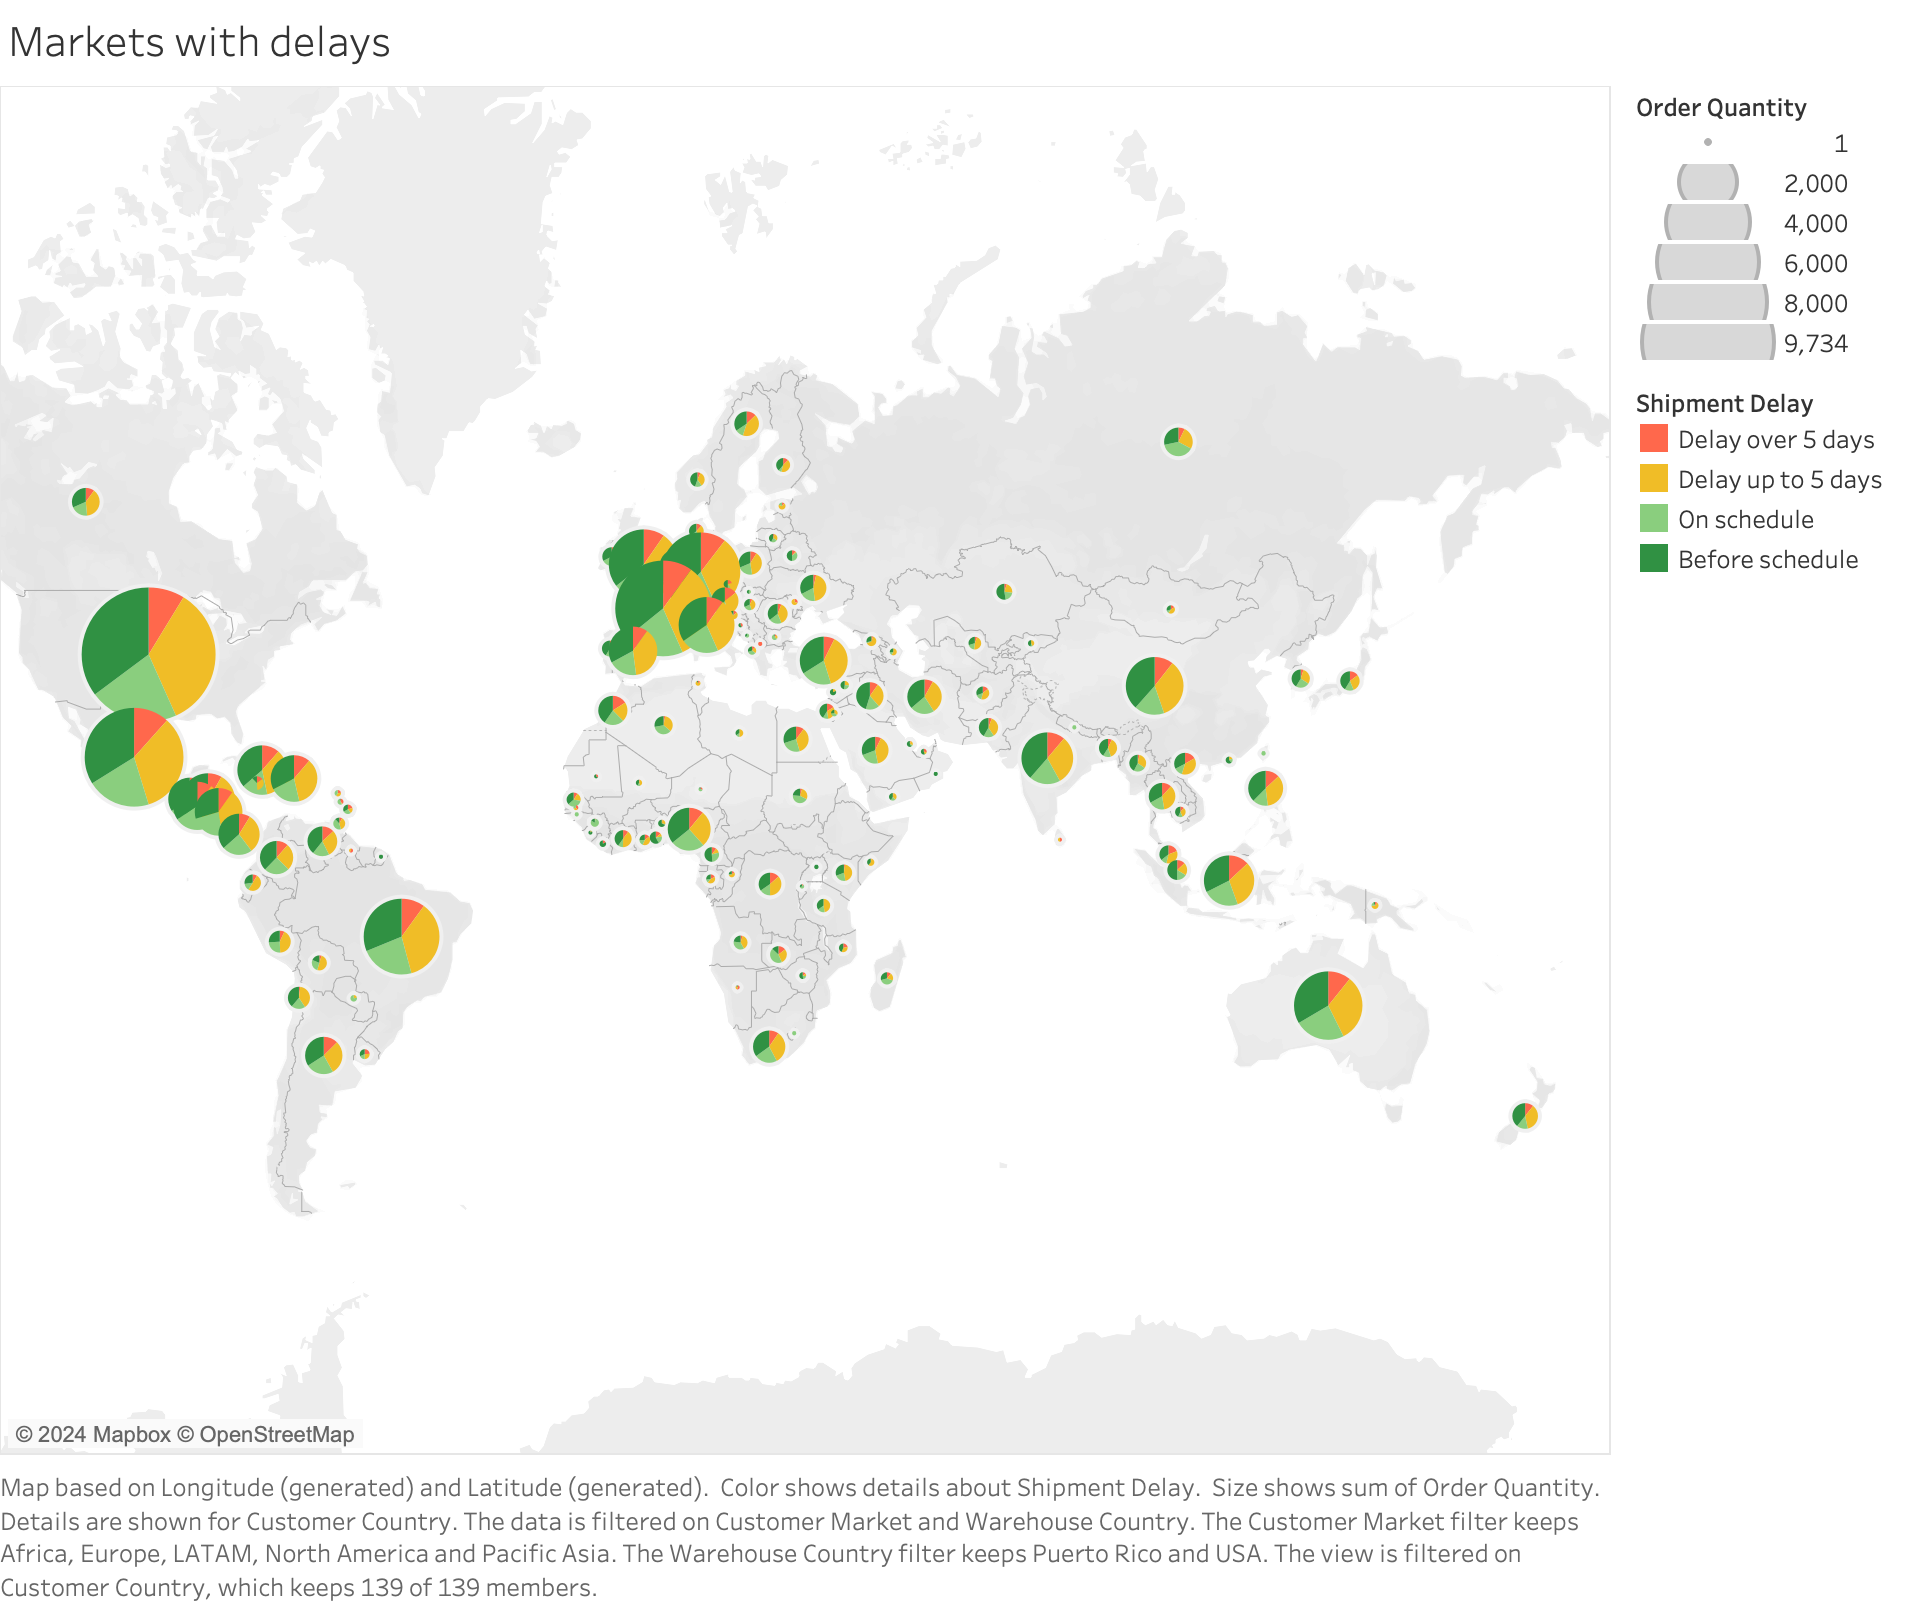 Markets with delays
Order Quantity
1
2,000
4,000
6,000
8,000
9,734
Shipment Delay
Delay over 5 days
Delay up to 5 days
On schedule
Before schedule
© 2024 Mapbox © OpenStreetMap
Map based on Longitude (generated) and Latitude (generated).  Color shows details about Shipment Delay.  Size shows sum of Order Quantity.
Details are shown for Customer Country. The data is filtered on Customer Market and Warehouse Country. The Customer Market filter keeps
Africa, Europe, LATAM, North America and Pacific Asia. The Warehouse Country filter keeps Puerto Rico and USA. The view is filtered on
Customer Country, which keeps 139 of 139 members.